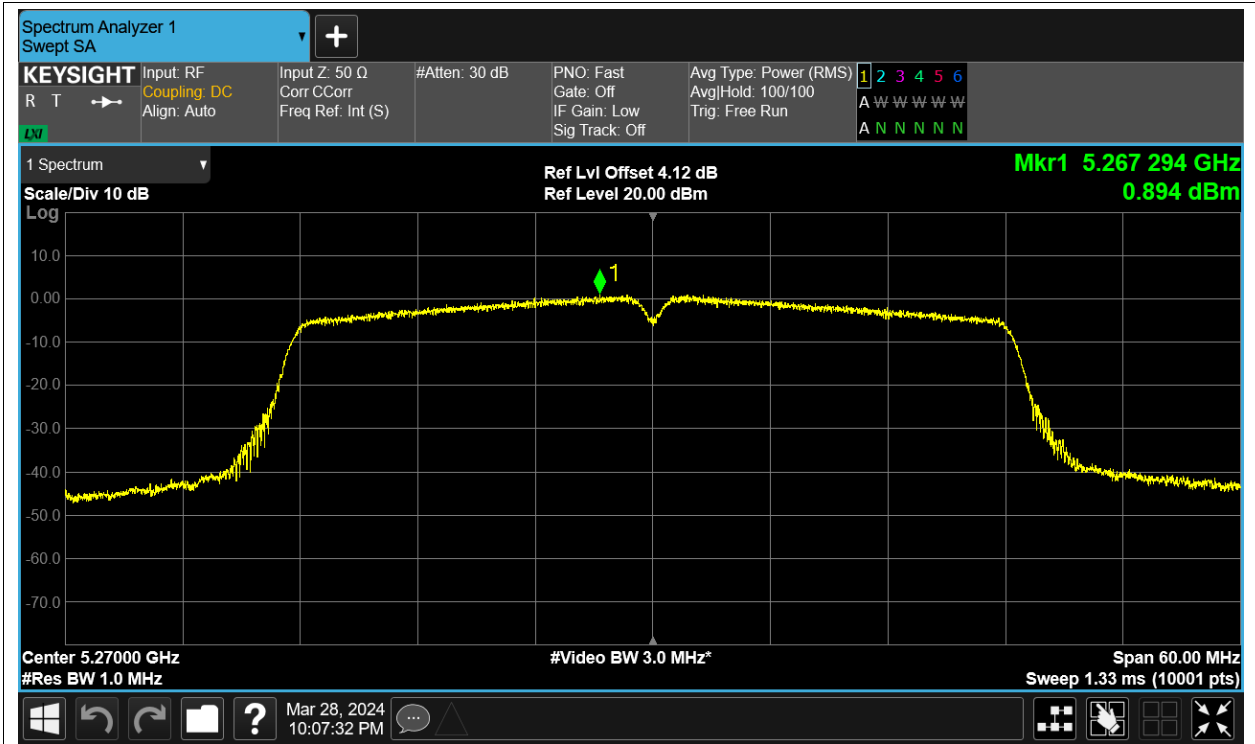 Spectrum Analyzer 1
Swept SA
KEYSIGHT
R T
LXI
Input: RF
Coupling: DC
Align: Auto
Input Z: 50 Ω
Corr CCorr
Freq Ref: Int (S)
#Atten: 30 dB
PNO: Fast
Gate: Off
IF Gain: Low
Sig Track: Off
Avg Type: Power (RMS)
Avg|Hold: 100/100
Trig: Free Run
1 2 3 4 5 6
A W W W W W
A N N N N N
1 Spectrum
Scale/Div 10 dB
Log
Ref Lvl Offset 4.12 dB
Ref Level 20.00 dBm
Mkr1 5.267 294 GHz
0.894 dBm
10.0
0.00
-10.0
-20.0
-30.0
-40.0
-50.0
-60.0
-70.0
1
Center 5.27000 GHz
#Res BW 1.0 MHz
#Video BW 3.0 MHz*
Span 60.00 MHz
Sweep 1.33 ms (10001 pts)
?
Mar 28, 2024
10:07:32 PM